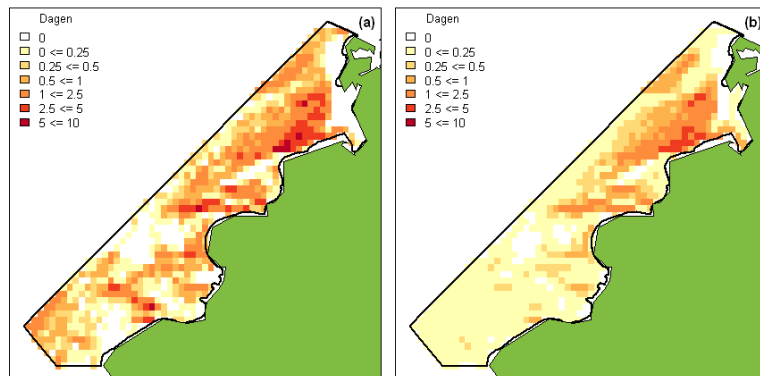 Dagen
0
0 <= 0.25
0.25 <= 0.5
0.5 <= 1
1 <= 2.5
2.5 <= 5
5 <= 10
(a)
Dagen
0
0 <= 0.25
0.25 <= 0.5
0.5 <= 1
1 <= 2.5
2.5 <= 5
5 <= 10
(b)